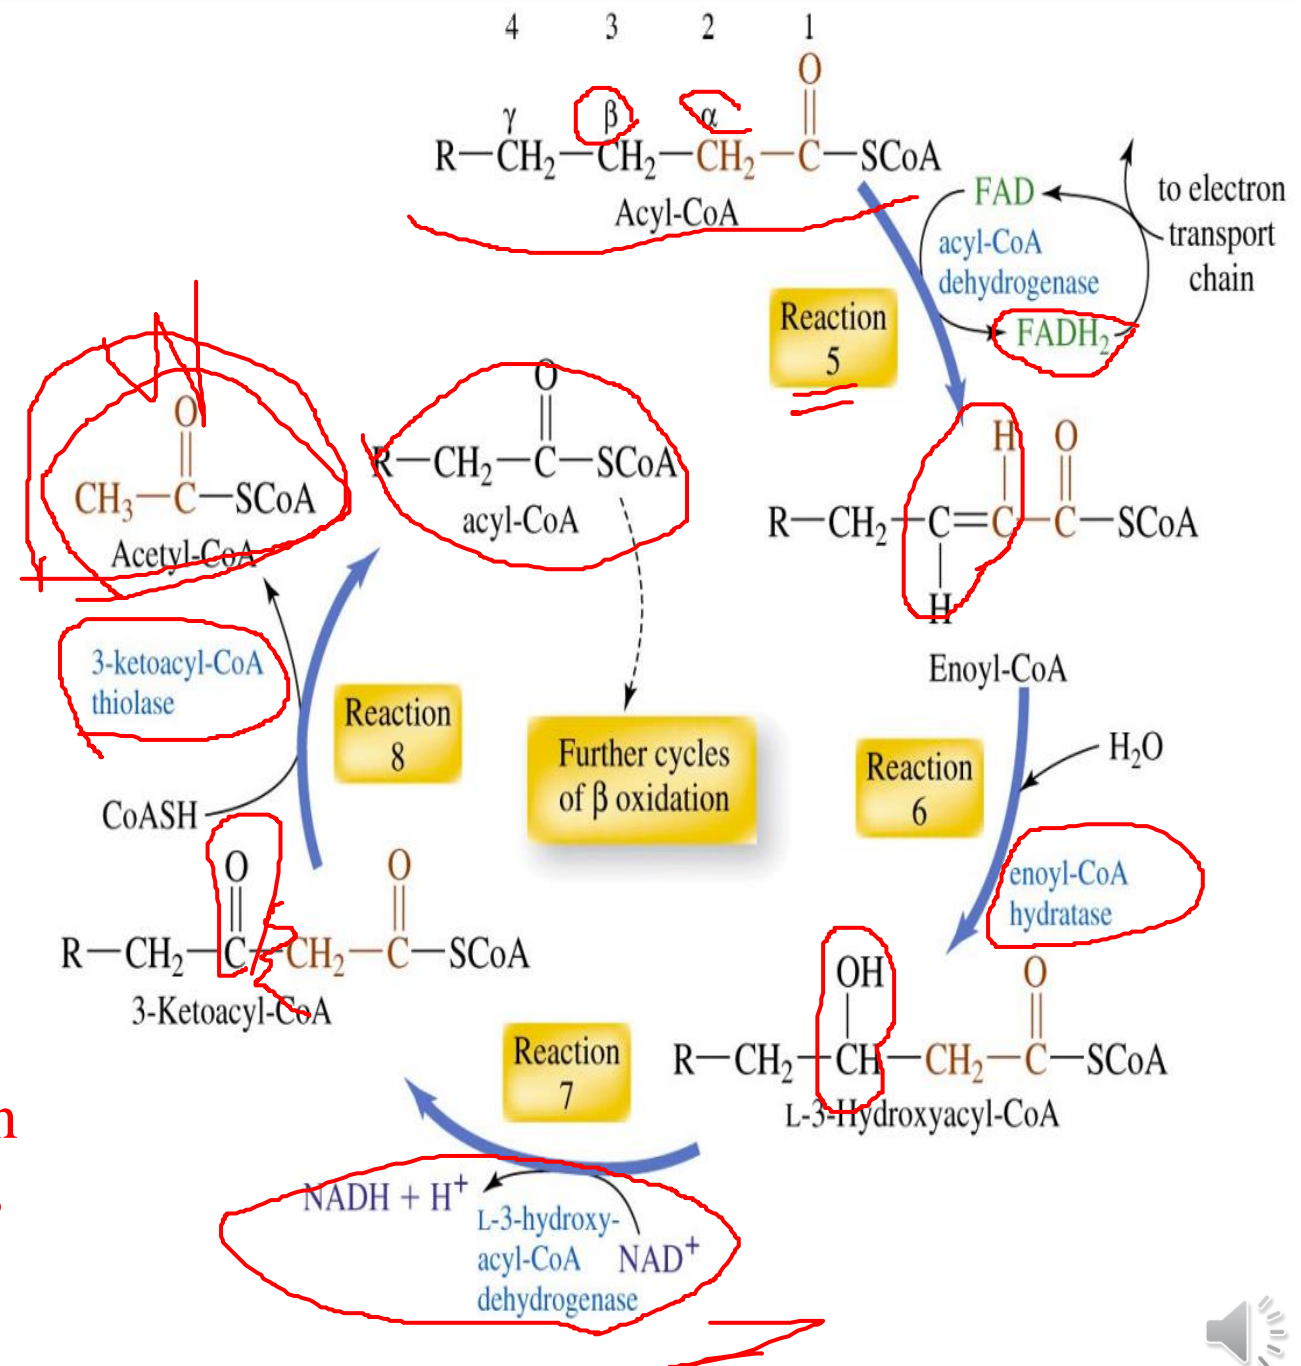 4 3 2 1
O
γ β α
R—CH₂—CH₂—CH₂—C—SCoA
Acyl-CoA
FAD
to electron
transport
chain
acyl-CoA
dehydrogenase
FADH₂
Reaction
5
H O
R—CH₂—C=C—C—SCoA
H
Enoyl-CoA
Reaction
6
H₂O
enoyl-CoA
hydratase
OH O
R—CH₂—CH—CH₂—C—SCoA
L-3-Hydroxyacyl-CoA
Reaction
7
NADH + H⁺
L-3-hydroxy-
acyl-CoA
dehydrogenase
NAD⁺
O O
R—CH₂—C—CH₂—C—SCoA
3-Ketoacyl-CoA
CoASH
Reaction
8
3-ketoacyl-CoA
thiolase
O
CH₃—C—SCoA
Acetyl-CoA
O
R—CH₂—C—SCoA
acyl-CoA
Further cycles
of β oxidation